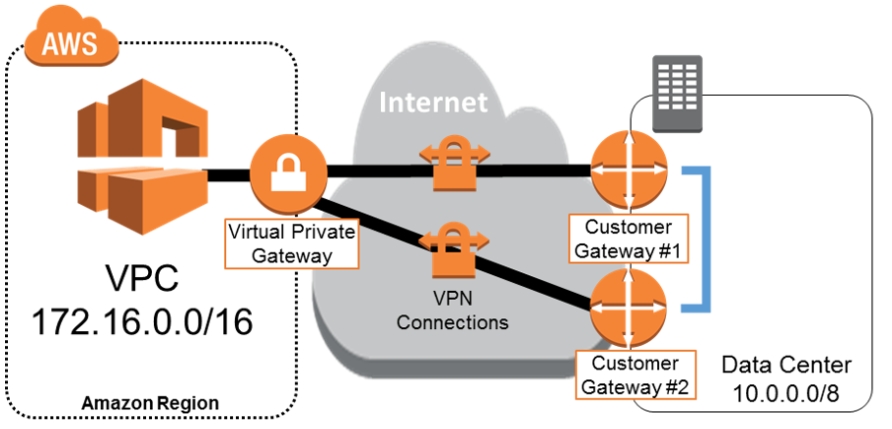 AWS
Internet
Virtual Private
Gateway
Customer
Gateway #1
VPC
172.16.0.0/16
VPN
Connections
Customer
Gateway #2
Data Center
10.0.0.0/8
Amazon Region